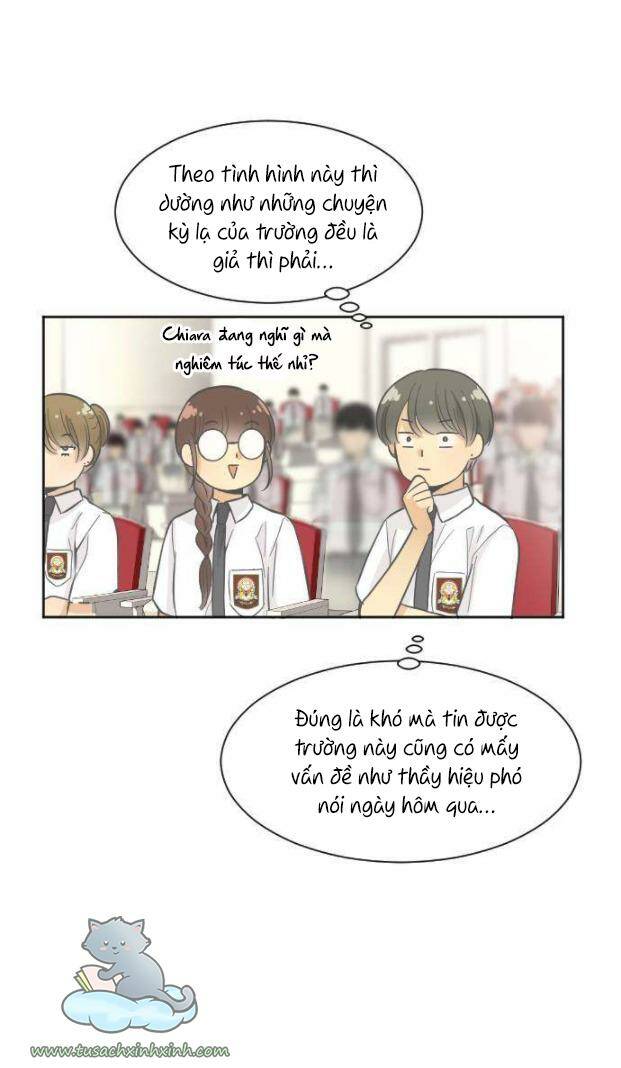 Theo tình hình này thì
dường như những chuyện
kỳ lạ của trường đều là
giả thì phải...
Chiara đang nghĩ gì mà
nghiêm túc thế nhỉ?
Đúng là khó mà tin được
trường này cũng có mấy
vấn đề như thầy hiệu phó
nói ngày hôm qua...
www.tusachxinhxinh.com